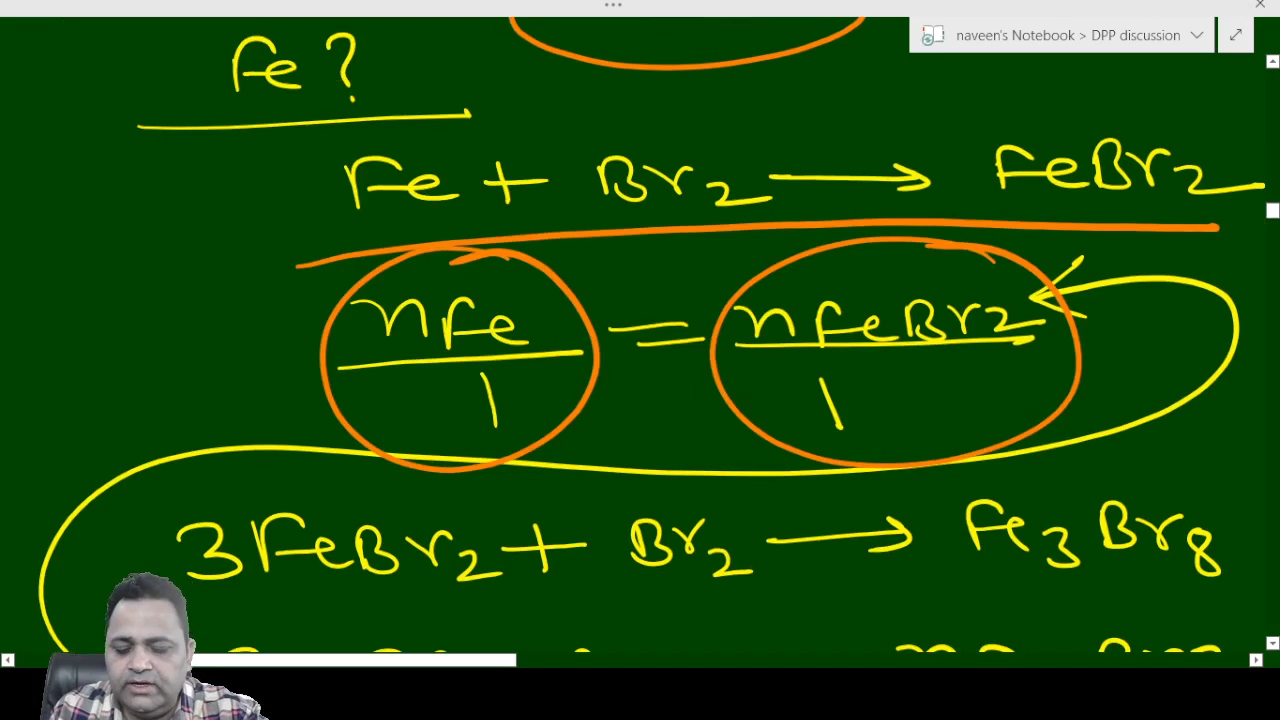 naveen's Notebook > DPP discussion
Fe ?
Fe + Br2 → FeBr2
nFe/1 = nFeBr2/1
3FeBr2 + Br2 → Fe3Br8